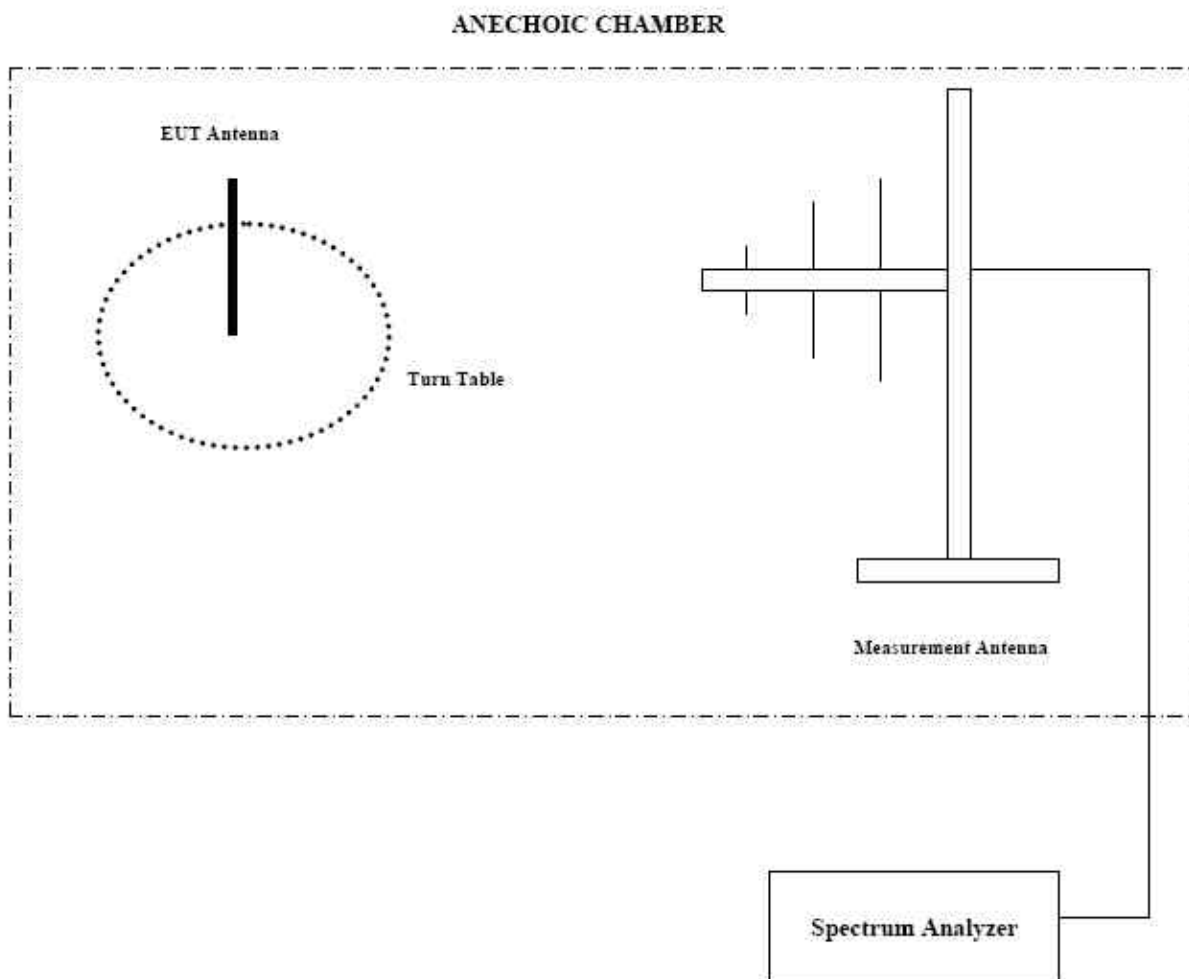 ANECHOIC CHAMBER
EUT Antenna
Turn Table
Measurement Antenna
Spectrum Analyzer